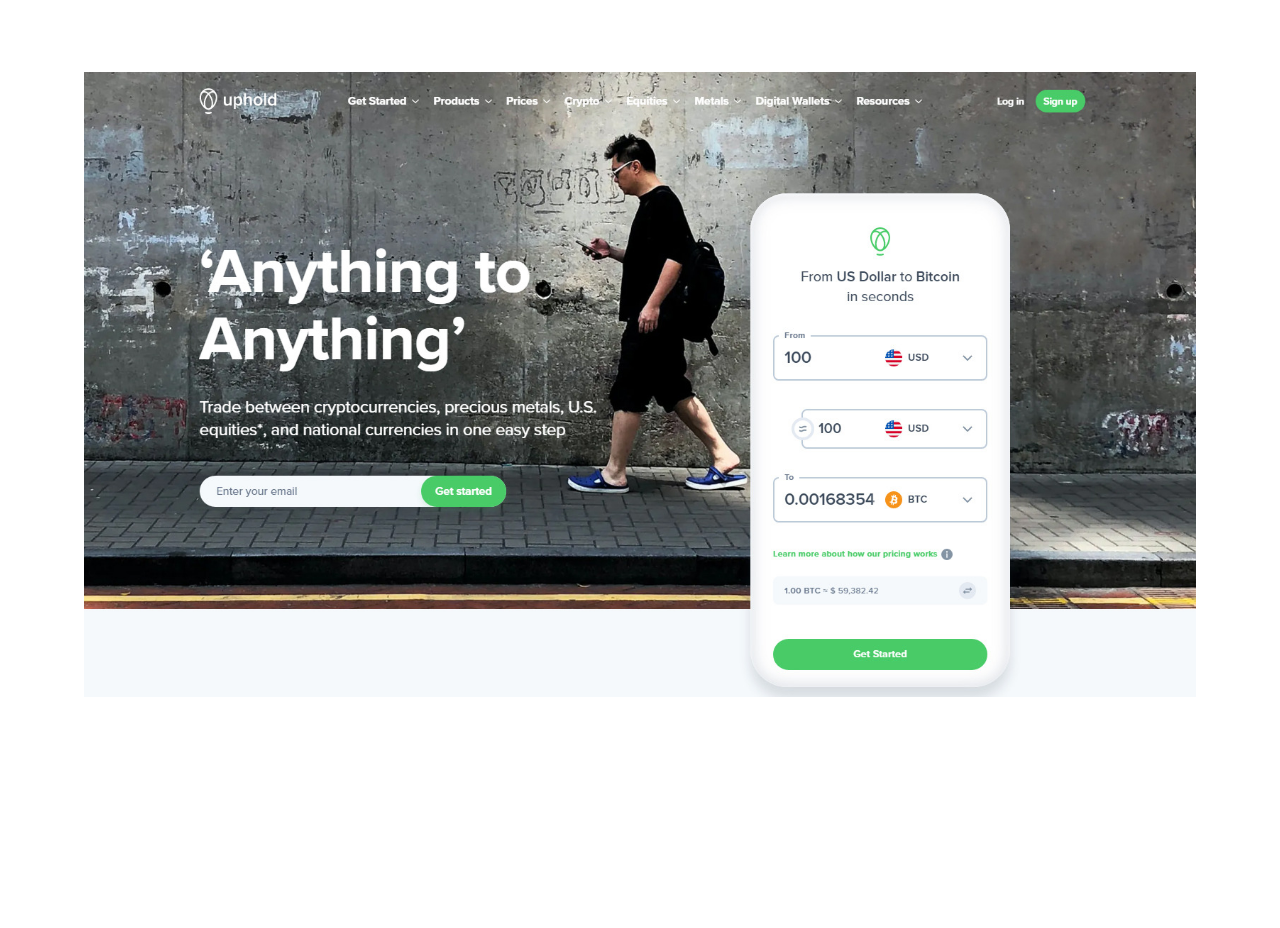 uphold
Get Started
Products
Prices
Crypto
Equities
Metals
Digital Wallets
Resources
Log in
Sign up
‘Anything to
Anything’
Trade between cryptocurrencies, precious metals, U.S.
equities*, and national currencies in one easy step
Enter your email
Get started
From US Dollar to Bitcoin
in seconds
From
100
USD
100
USD
To
0.00168354
BTC
Learn more about how our pricing works
1.00 BTC ≈ $ 59,382.42
Get Started